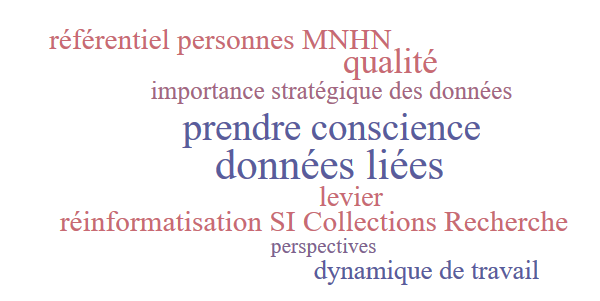 référentiel personnes MNHN
qualité
importance stratégique des données
prendre conscience
données liées
levier
réinformatisation SI Collections Recherche
perspectives
dynamique de travail